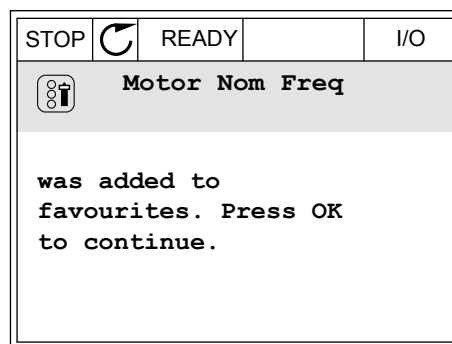 STOP READY I/O
Motor Nom Freq
was added to
favourites. Press OK
to continue.